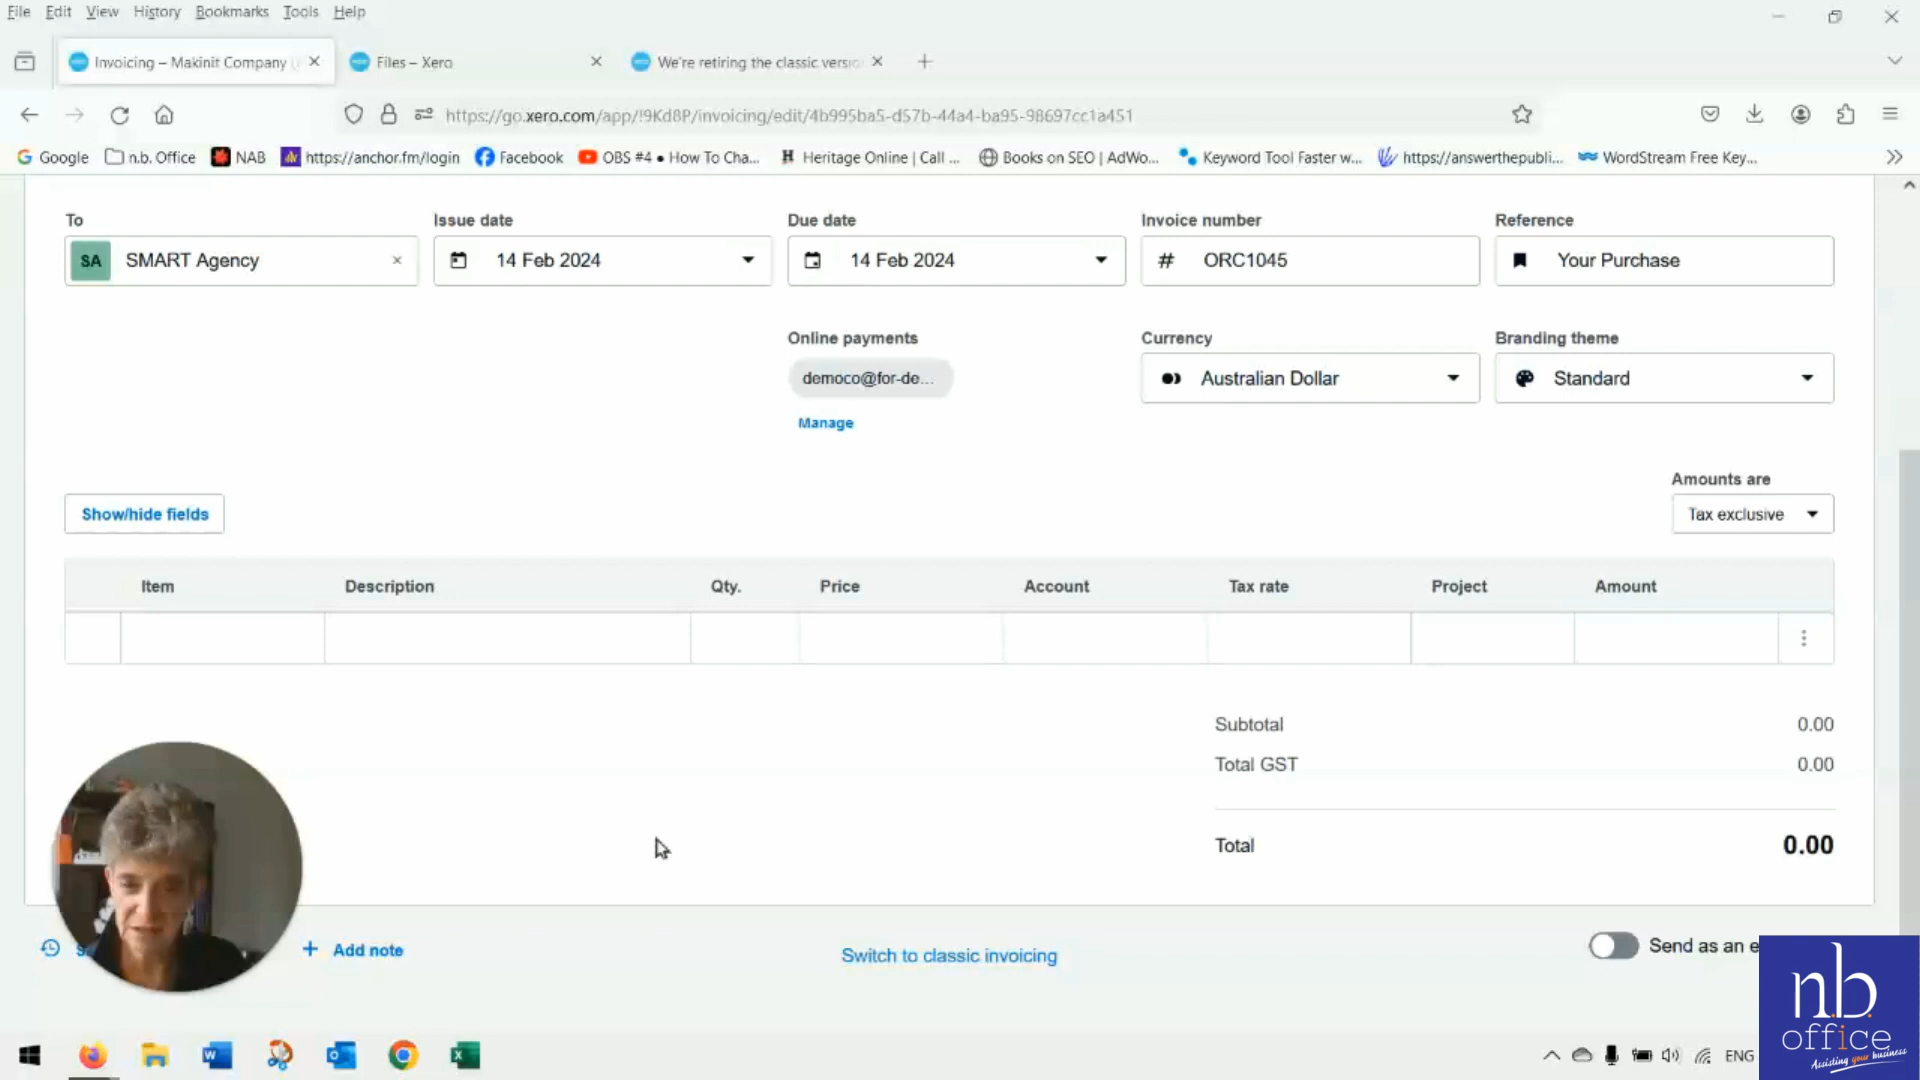 File Edit View History Bookmarks Tools Help
Invoicing – Makinit Company
Files – Xero
We're retiring the classic versio
https://go.xero.com/app/!9Kd8P/invoicing/edit/4b995ba5-d57b-44a4-ba95-98697cc1a451
Google n.b. Office NAB https://anchor.fm/login Facebook OBS #4 • How To Cha... Heritage Online | Call ... Books on SEO | AdWo... Keyword Tool Faster w... https://answerthepubli... WordStream Free Key...
To Issue date Due date Invoice number Reference
SA SMART Agency 14 Feb 2024 14 Feb 2024 # ORC1045 Your Purchase
Online payments Currency Branding theme
democo@for-de... Australian Dollar Standard
Manage
Amounts are
Show/hide fields Tax exclusive
Item Description Qty. Price Account Tax rate Project Amount
Subtotal 0.00
Total GST 0.00
Total 0.00
+ Add note Switch to classic invoicing Send as an e
n.b.
office
Assisting your business
ENG